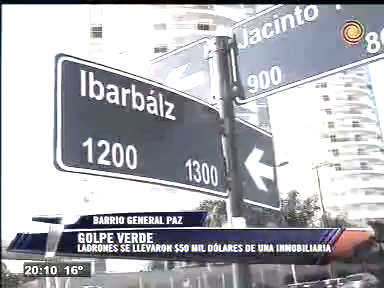 Jacinto
900
Ibarbálz
1200
1300
BARRIO GENERAL PAZ
GOLPE VERDE
LADRONES SE LLEVARON $50 MIL DÓLARES DE UNA INMOBILIARIA
20:10 16°